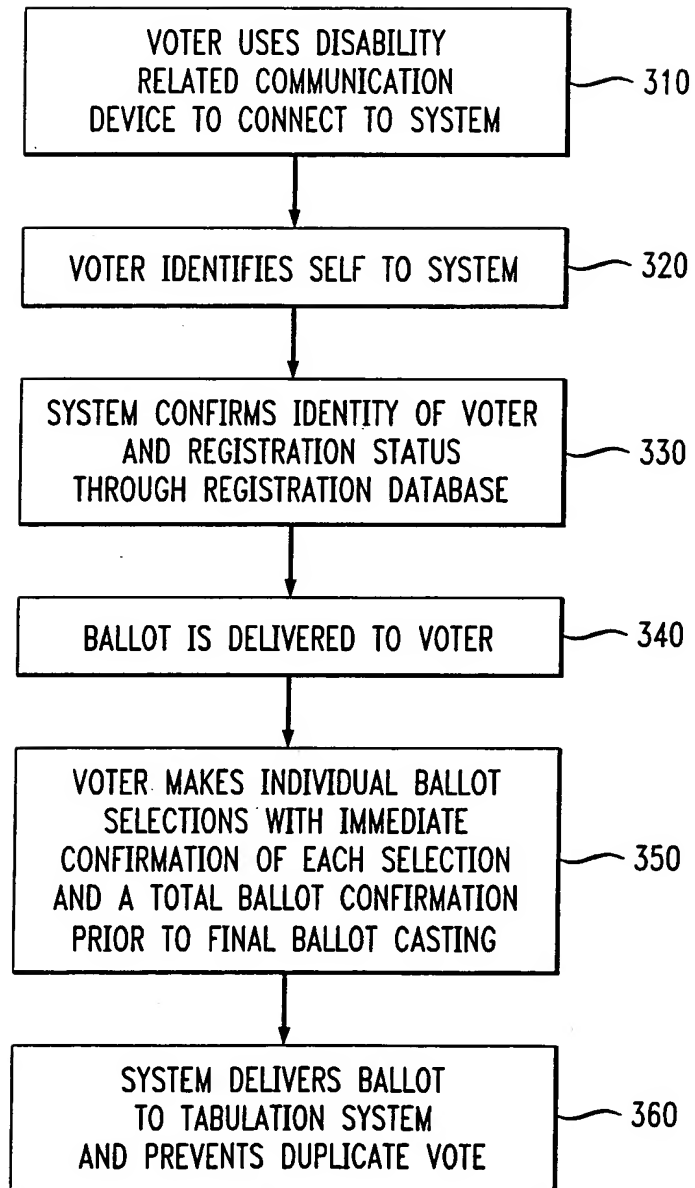 VOTER USES DISABILITY
RELATED COMMUNICATION
DEVICE TO CONNECT TO SYSTEM
310
VOTER IDENTIFIES SELF TO SYSTEM
320
SYSTEM CONFIRMS IDENTITY OF VOTER
AND REGISTRATION STATUS
THROUGH REGISTRATION DATABASE
330
BALLOT IS DELIVERED TO VOTER
340
VOTER MAKES INDIVIDUAL BALLOT
SELECTIONS WITH IMMEDIATE
CONFIRMATION OF EACH SELECTION
AND A TOTAL BALLOT CONFIRMATION
PRIOR TO FINAL BALLOT CASTING
350
SYSTEM DELIVERS BALLOT
TO TABULATION SYSTEM
AND PREVENTS DUPLICATE VOTE
360